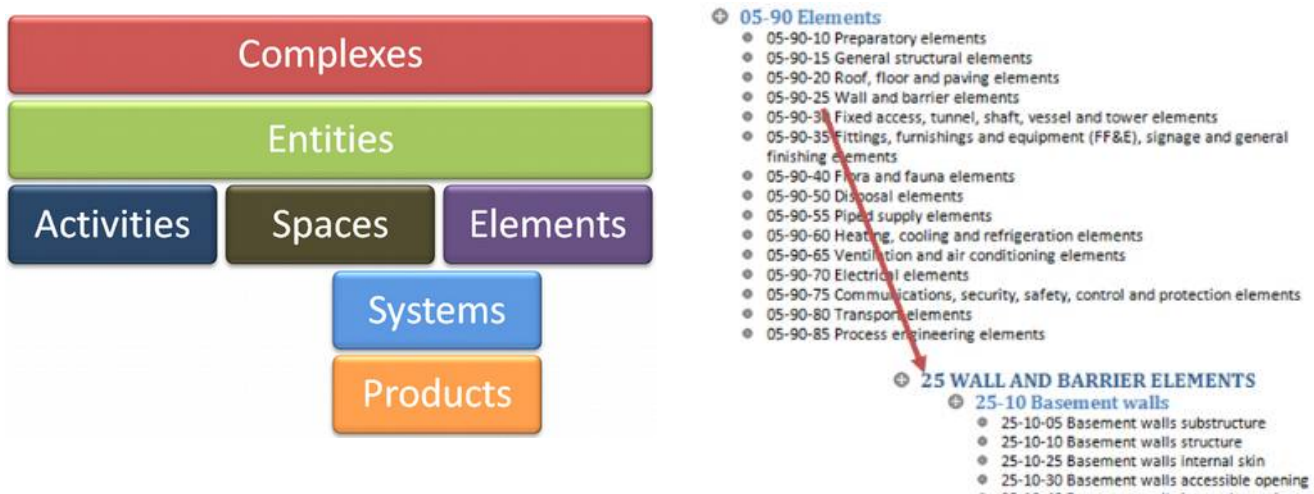 Complexes
Entities
Activities
Spaces
Elements
Systems
Products
05-90 Elements
05-90-10 Preparatory elements
05-90-15 General structural elements
05-90-20 Roof, floor and paving elements
05-90-25 Wall and barrier elements
05-90-30 Fixed access, tunnel, shaft, vessel and tower elements
05-90-35 Fittings, furnishings and equipment (FF&E), signage and general
finishing elements
05-90-40 Flora and fauna elements
05-90-50 Disposal elements
05-90-55 Piped supply elements
05-90-60 Heating, cooling and refrigeration elements
05-90-65 Ventilation and air conditioning elements
05-90-70 Electrical elements
05-90-75 Communications, security, safety, control and protection elements
05-90-80 Transport elements
05-90-85 Process engineering elements
25 WALL AND BARRIER ELEMENTS
25-10 Basement walls
25-10-05 Basement walls substructure
25-10-10 Basement walls structure
25-10-25 Basement walls internal skin
25-10-30 Basement walls accessible opening